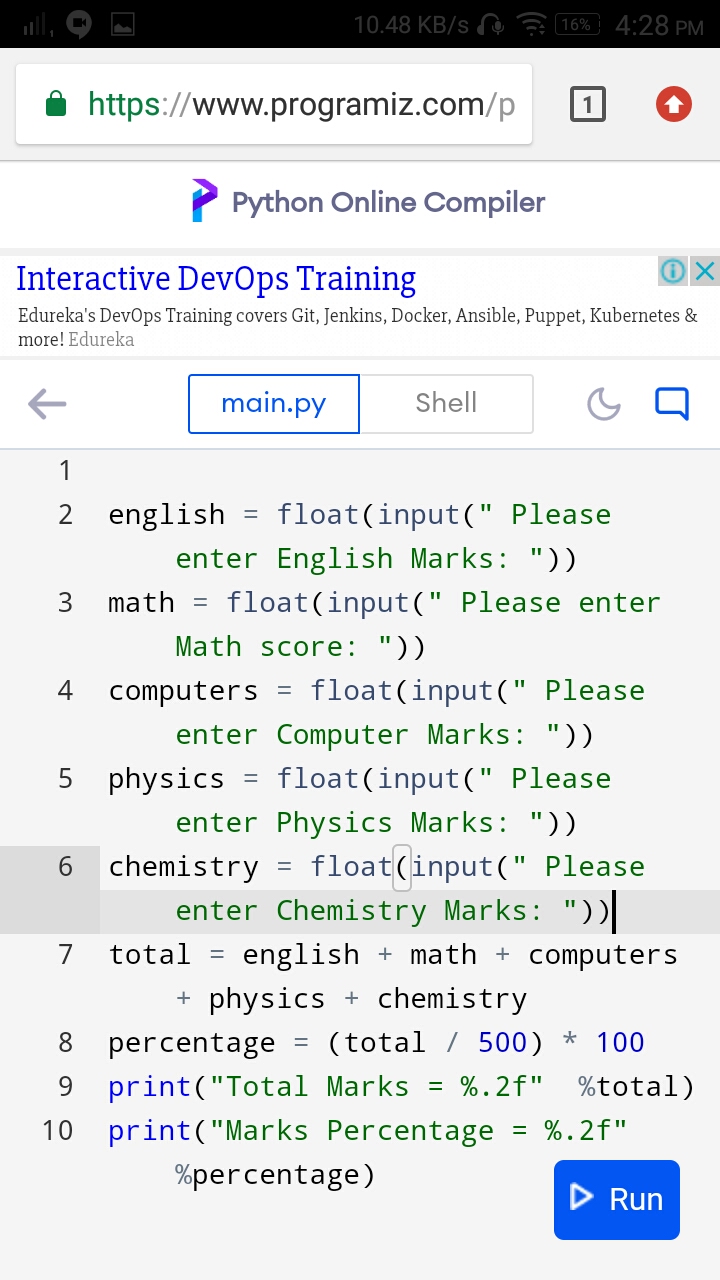 10.48 KB/s 16% 4:28 PM
https://www.programiz.com/p
1
Python Online Compiler
Interactive DevOps Training
Edureka's DevOps Training covers Git, Jenkins, Docker, Ansible, Puppet, Kubernetes &
more! Edureka
main.py Shell
1
2 english = float(input(" Please
enter English Marks: "))
3 math = float(input(" Please enter
Math score: "))
4 computers = float(input(" Please
enter Computer Marks: "))
5 physics = float(input(" Please
enter Physics Marks: "))
6 chemistry = float(input(" Please
enter Chemistry Marks: "))
7 total = english + math + computers
+ physics + chemistry
8 percentage = (total / 500) * 100
9 print("Total Marks = %.2f"  %total)
10 print("Marks Percentage = %.2f"
%percentage)
Run